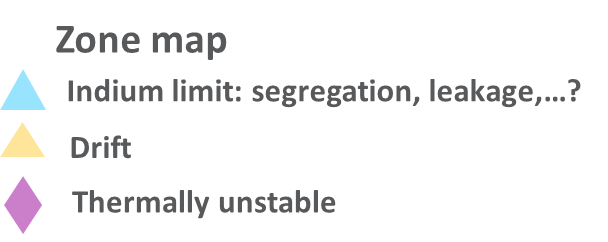 Zone map
Indium limit: segregation, leakage,...?
Drift
Thermally unstable